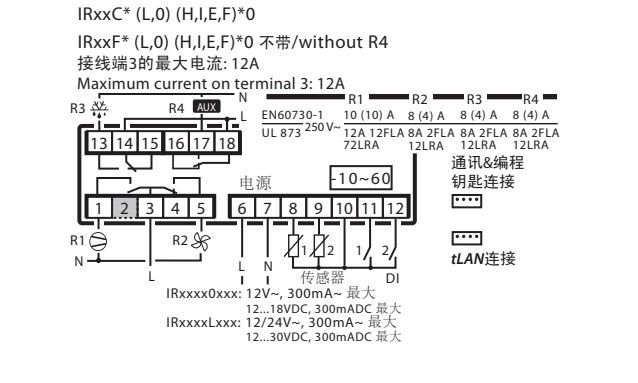 IRxxC* (L,0) (H,I,E,F)*0
IRxxF* (L,0) (H,I,E,F)*0 不带/without R4
接线端3的最大电流: 12A
Maximum current on terminal 3: 12A
N
R1 R2 R3 R4
R3 R4 AUX
L
EN60730-1 10 (10) A 8 (4) A 8 (4) A 8 (4) A
250 V~
UL 873 12A 12FLA 8A 2FLA 8A 2FLA 8A 2FLA
72LRA 12LRA 12LRA 12LRA
13 14 15 16 17 18
通讯&编程
钥匙连接
电源
-10~60
1 2 3 4 5 6 7 8 9 10 11 12
R1 R2
1 2 1 2
N
L L N 传感器 DI
tLAN连接
IRxxxx0xxx: 12V~, 300mA~ 最大
12...18VDC, 300mADC 最大
IRxxxxLxxx: 12/24V~, 300mA~ 最大
12...30VDC, 300mADC 最大